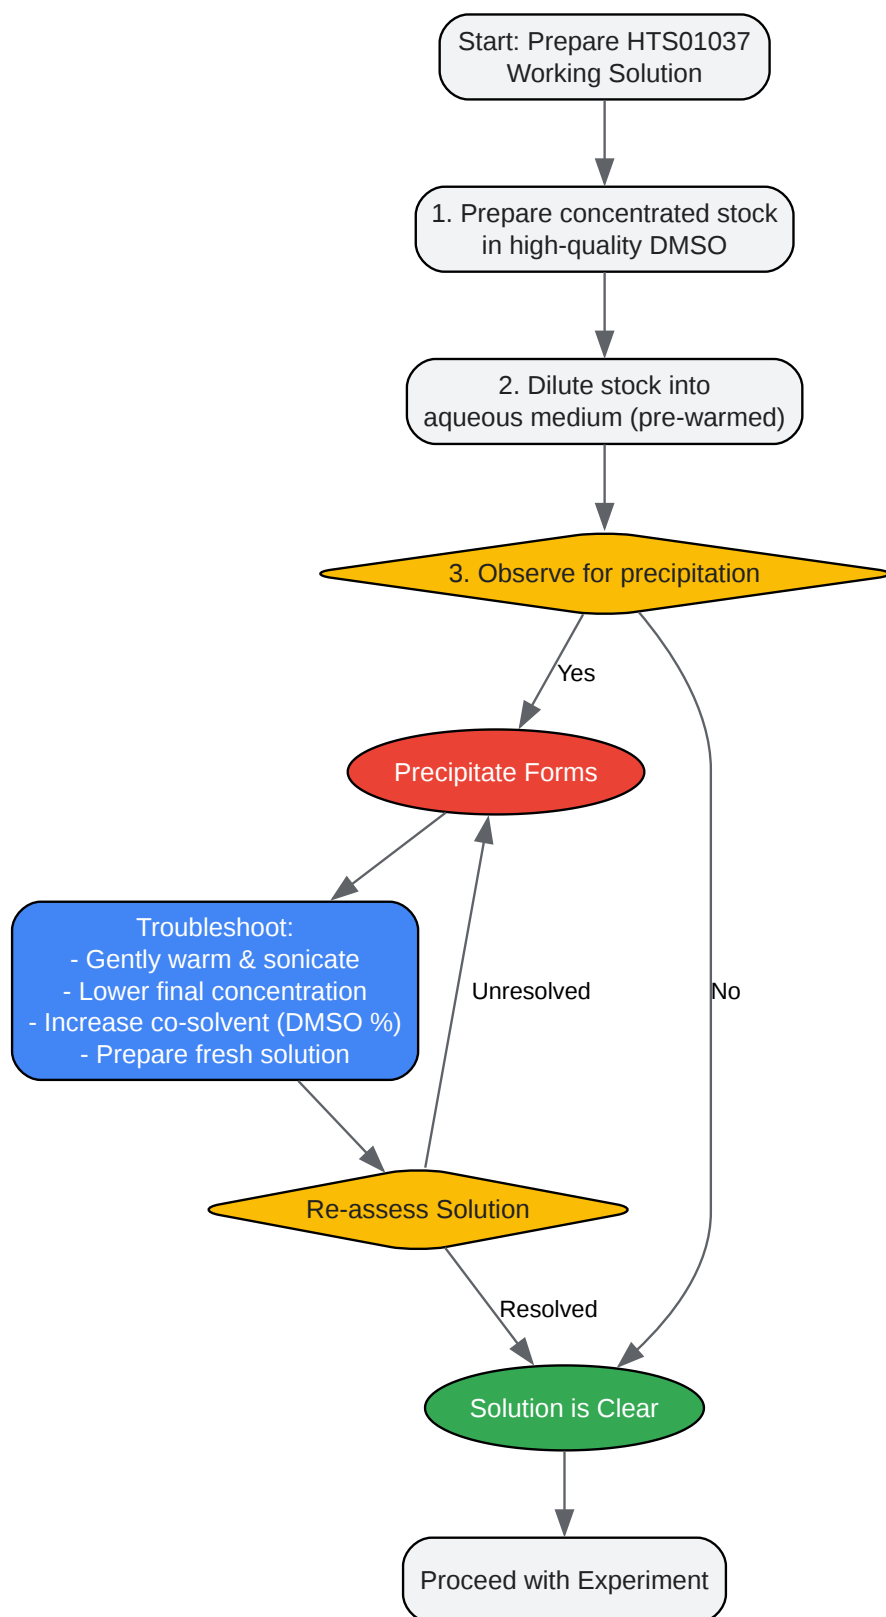 Start: Prepare HTS01037
Working Solution
1. Prepare concentrated stock
in high-quality DMSO
2. Dilute stock into
aqueous medium (pre-warmed)
3. Observe for precipitation
Yes
Precipitate Forms
Troubleshoot:
- Gently warm & sonicate
- Lower final concentration
- Increase co-solvent (DMSO %)
- Prepare fresh solution
Unresolved
No
Re-assess Solution
Resolved
Solution is Clear
Proceed with Experiment